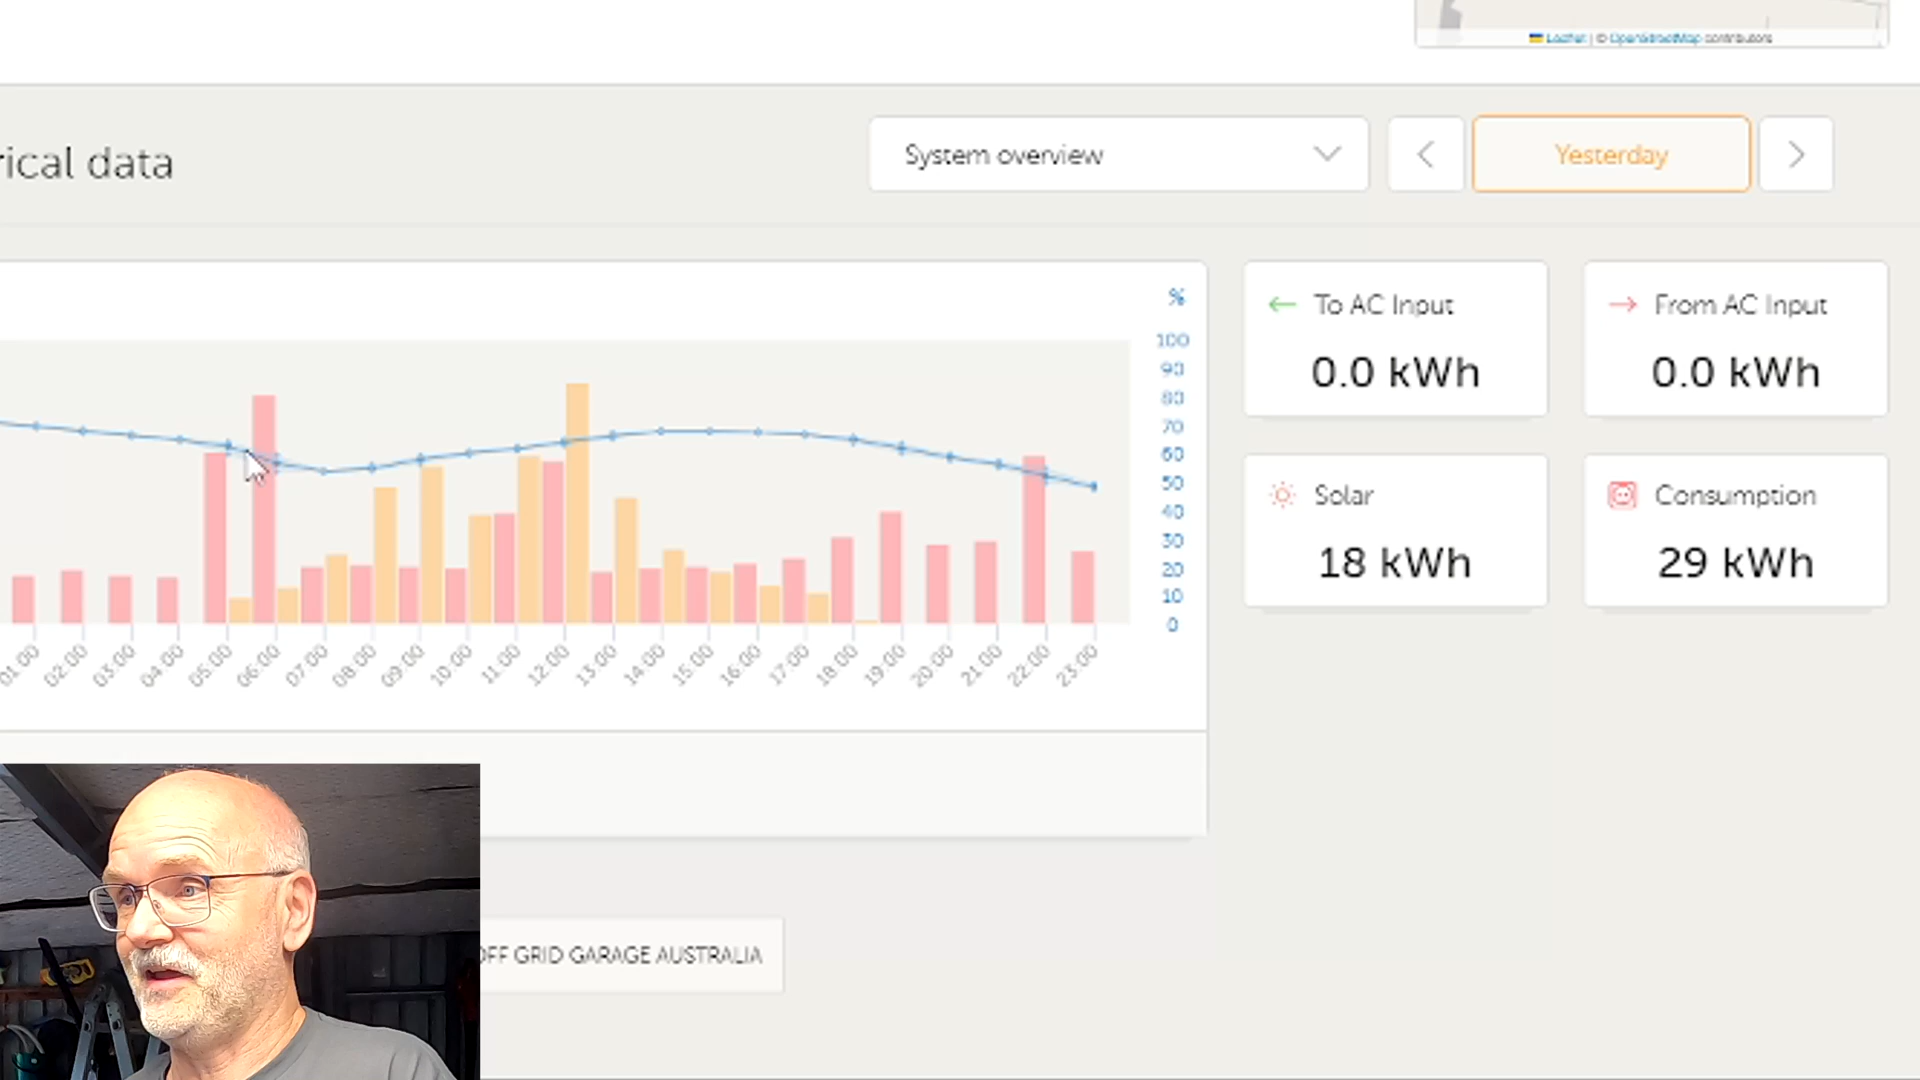 Leaflet | © OpenStreetMap contributors
rical data
System overview
Yesterday
%
100
90
80
70
60
50
40
30
20
10
0
01:00 02:00 03:00 04:00 05:00 06:00 07:00 08:00 09:00 10:00 11:00 12:00 13:00 14:00 15:00 16:00 17:00 18:00 19:00 20:00 21:00 22:00 23:00
To AC Input
0.0 kWh
From AC Input
0.0 kWh
Solar
18 kWh
Consumption
29 kWh
OFF GRID GARAGE AUSTRALIA